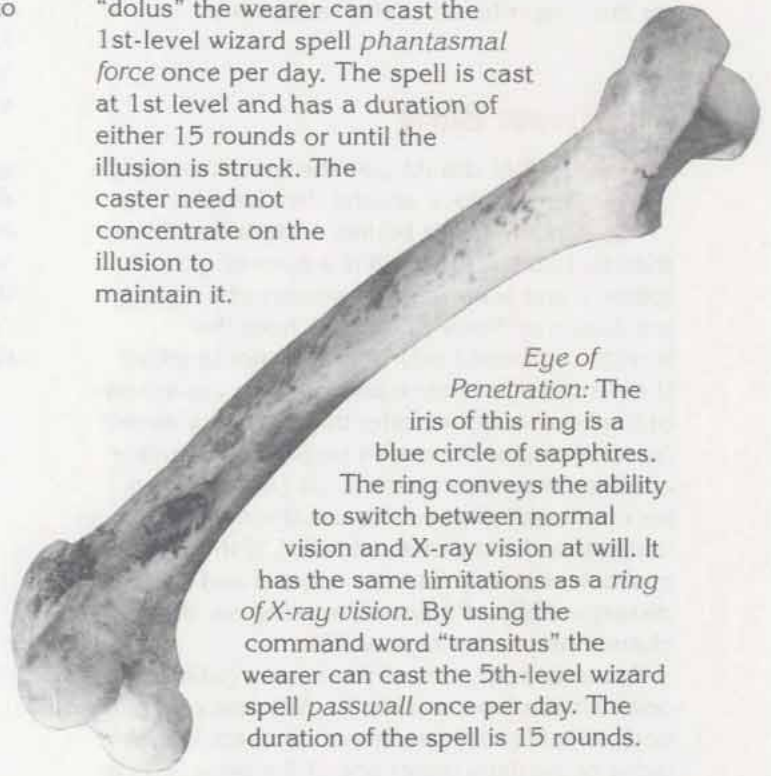 o
"dolus" the wearer can cast the
1st-level wizard spell phantasmal
force once per day. The spell is cast
at 1st level and has a duration of
either 15 rounds or until the
illusion is struck. The
caster need not
concentrate on the
illusion to
maintain it.
Eye of
Penetration: The
iris of this ring is a
blue circle of sapphires.
The ring conveys the ability
to switch between normal
vision and X-ray vision at will. It
has the same limitations as a ring
of X-ray vision. By using the
command word "transitus" the
wearer can cast the 5th-level wizard
spell passwall once per day. The
duration of the spell is 15 rounds.